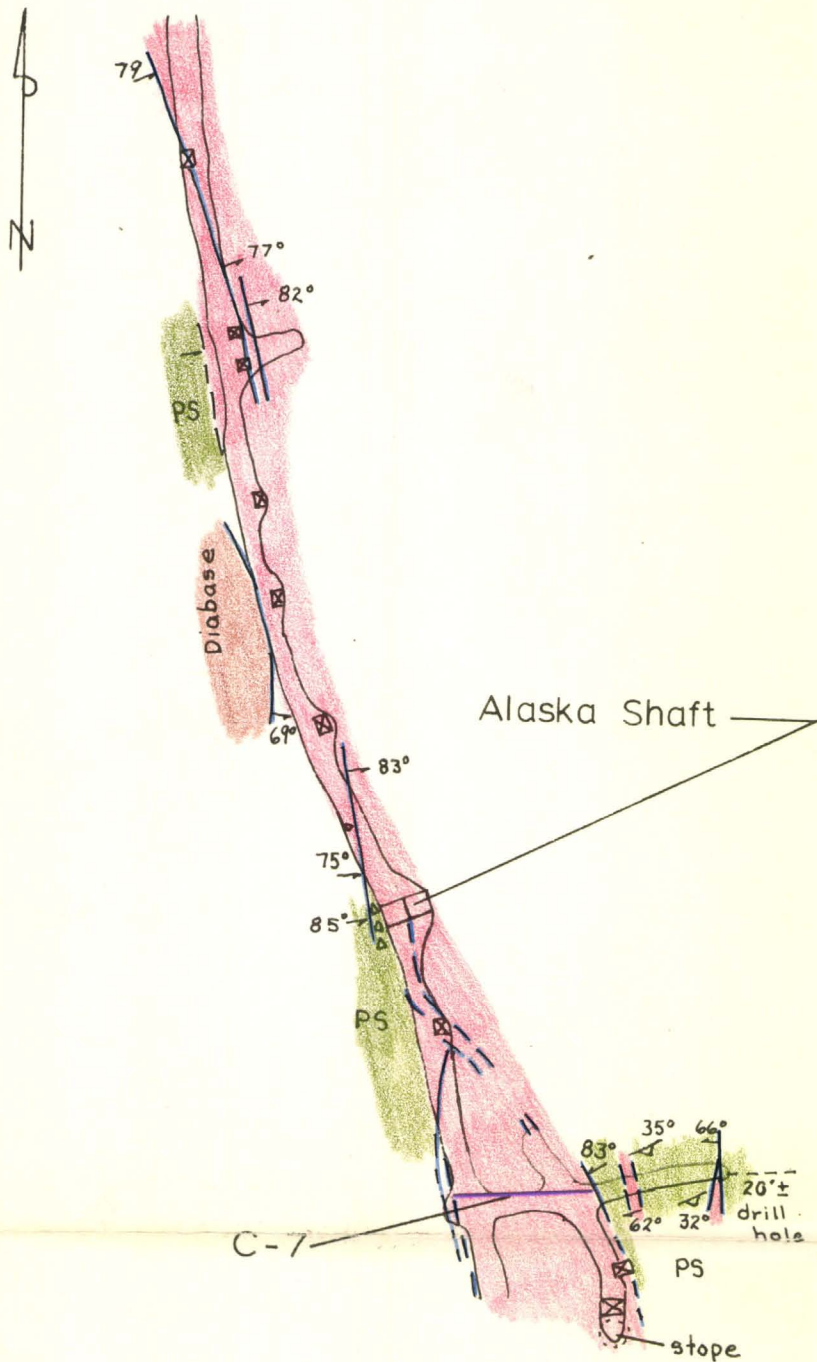 79
N
77°
82°
PS
Diabase
69°
Alaska Shaft
83°
75°
85°
PS
35°
66°
83°
20'±
drill
hole
62°
32°
C-7
PS
stope